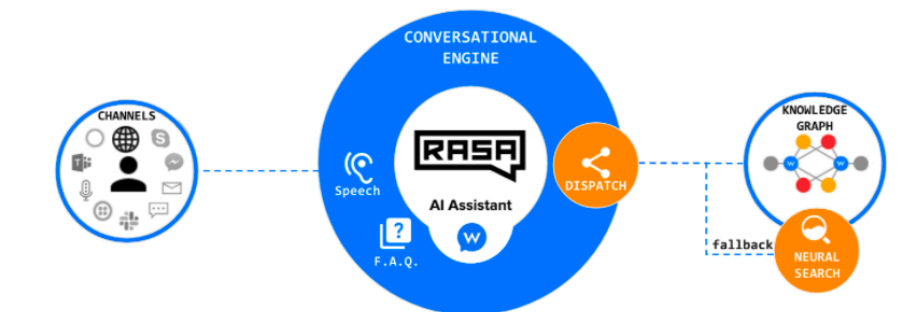 CHANNELS
CONVERSATIONAL
ENGINE
RASA
AI Assistant
Speech
F.A.Q.
DISPATCH
fallback
KNOWLEDGE
GRAPH
NEURAL
SEARCH